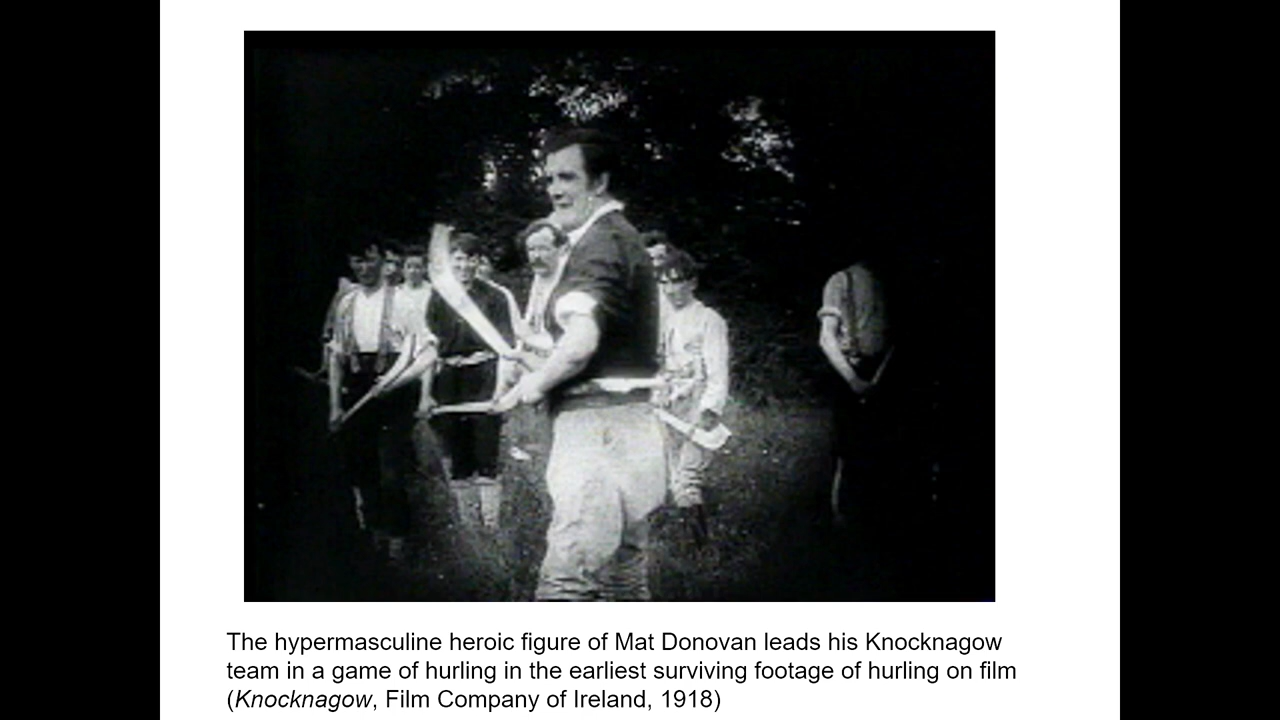 The hypermasculine heroic figure of Mat Donovan leads his Knocknagow
team in a game of hurling in the earliest surviving footage of hurling on film
(Knocknagow, Film Company of Ireland, 1918)